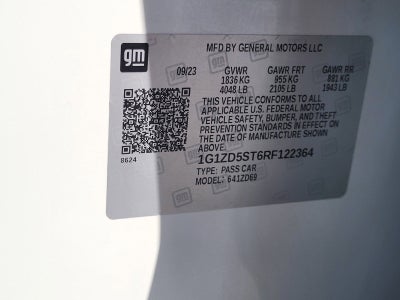 gm
MFD BY GENERAL MOTORS LLC
09/23 GVWR GAWR FRT GAWR RR
1836 KG 955 KG 881 KG
4048 LB 2105 LB 1943 LB
THIS VEHICLE CONFORMS TO ALL
APPLICABLE U.S. FEDERAL MOTOR
VEHICLE SAFETY, BUMPER, AND THEFT
PREVENTION STANDARDS IN EFFECT ON
THE DATE OF MANUFACTURE SHOWN
ABOVE.
8624
1G1ZD5ST6RF122364
TYPE: PASS CAR
MODEL: 641ZD69